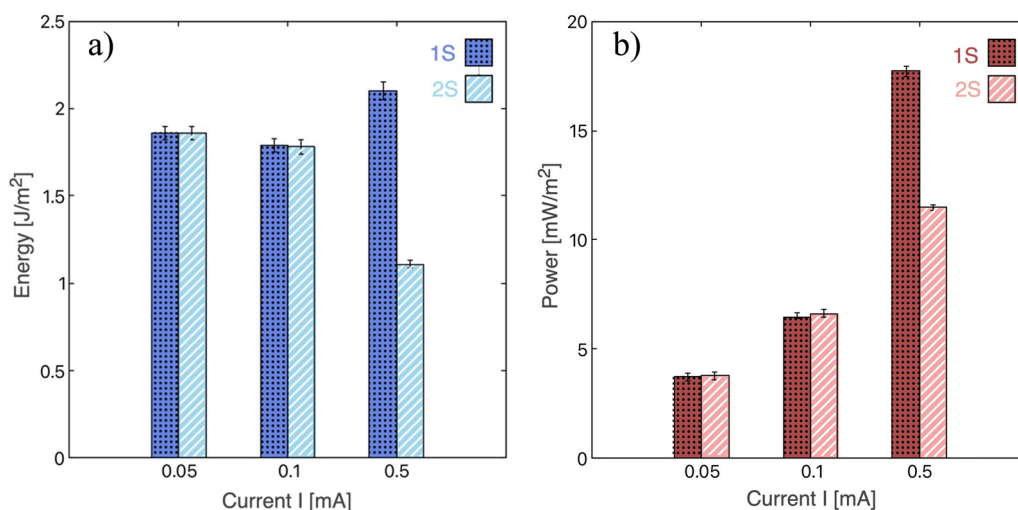 a)
1S
2S
2.5
2
1.5
1
0.5
0
0.05 0.1 0.5
Energy [J/m²]
Current I [mA]
b)
1S
2S
20
15
10
5
0
0.05 0.1 0.5
Power [mW/m²]
Current I [mA]